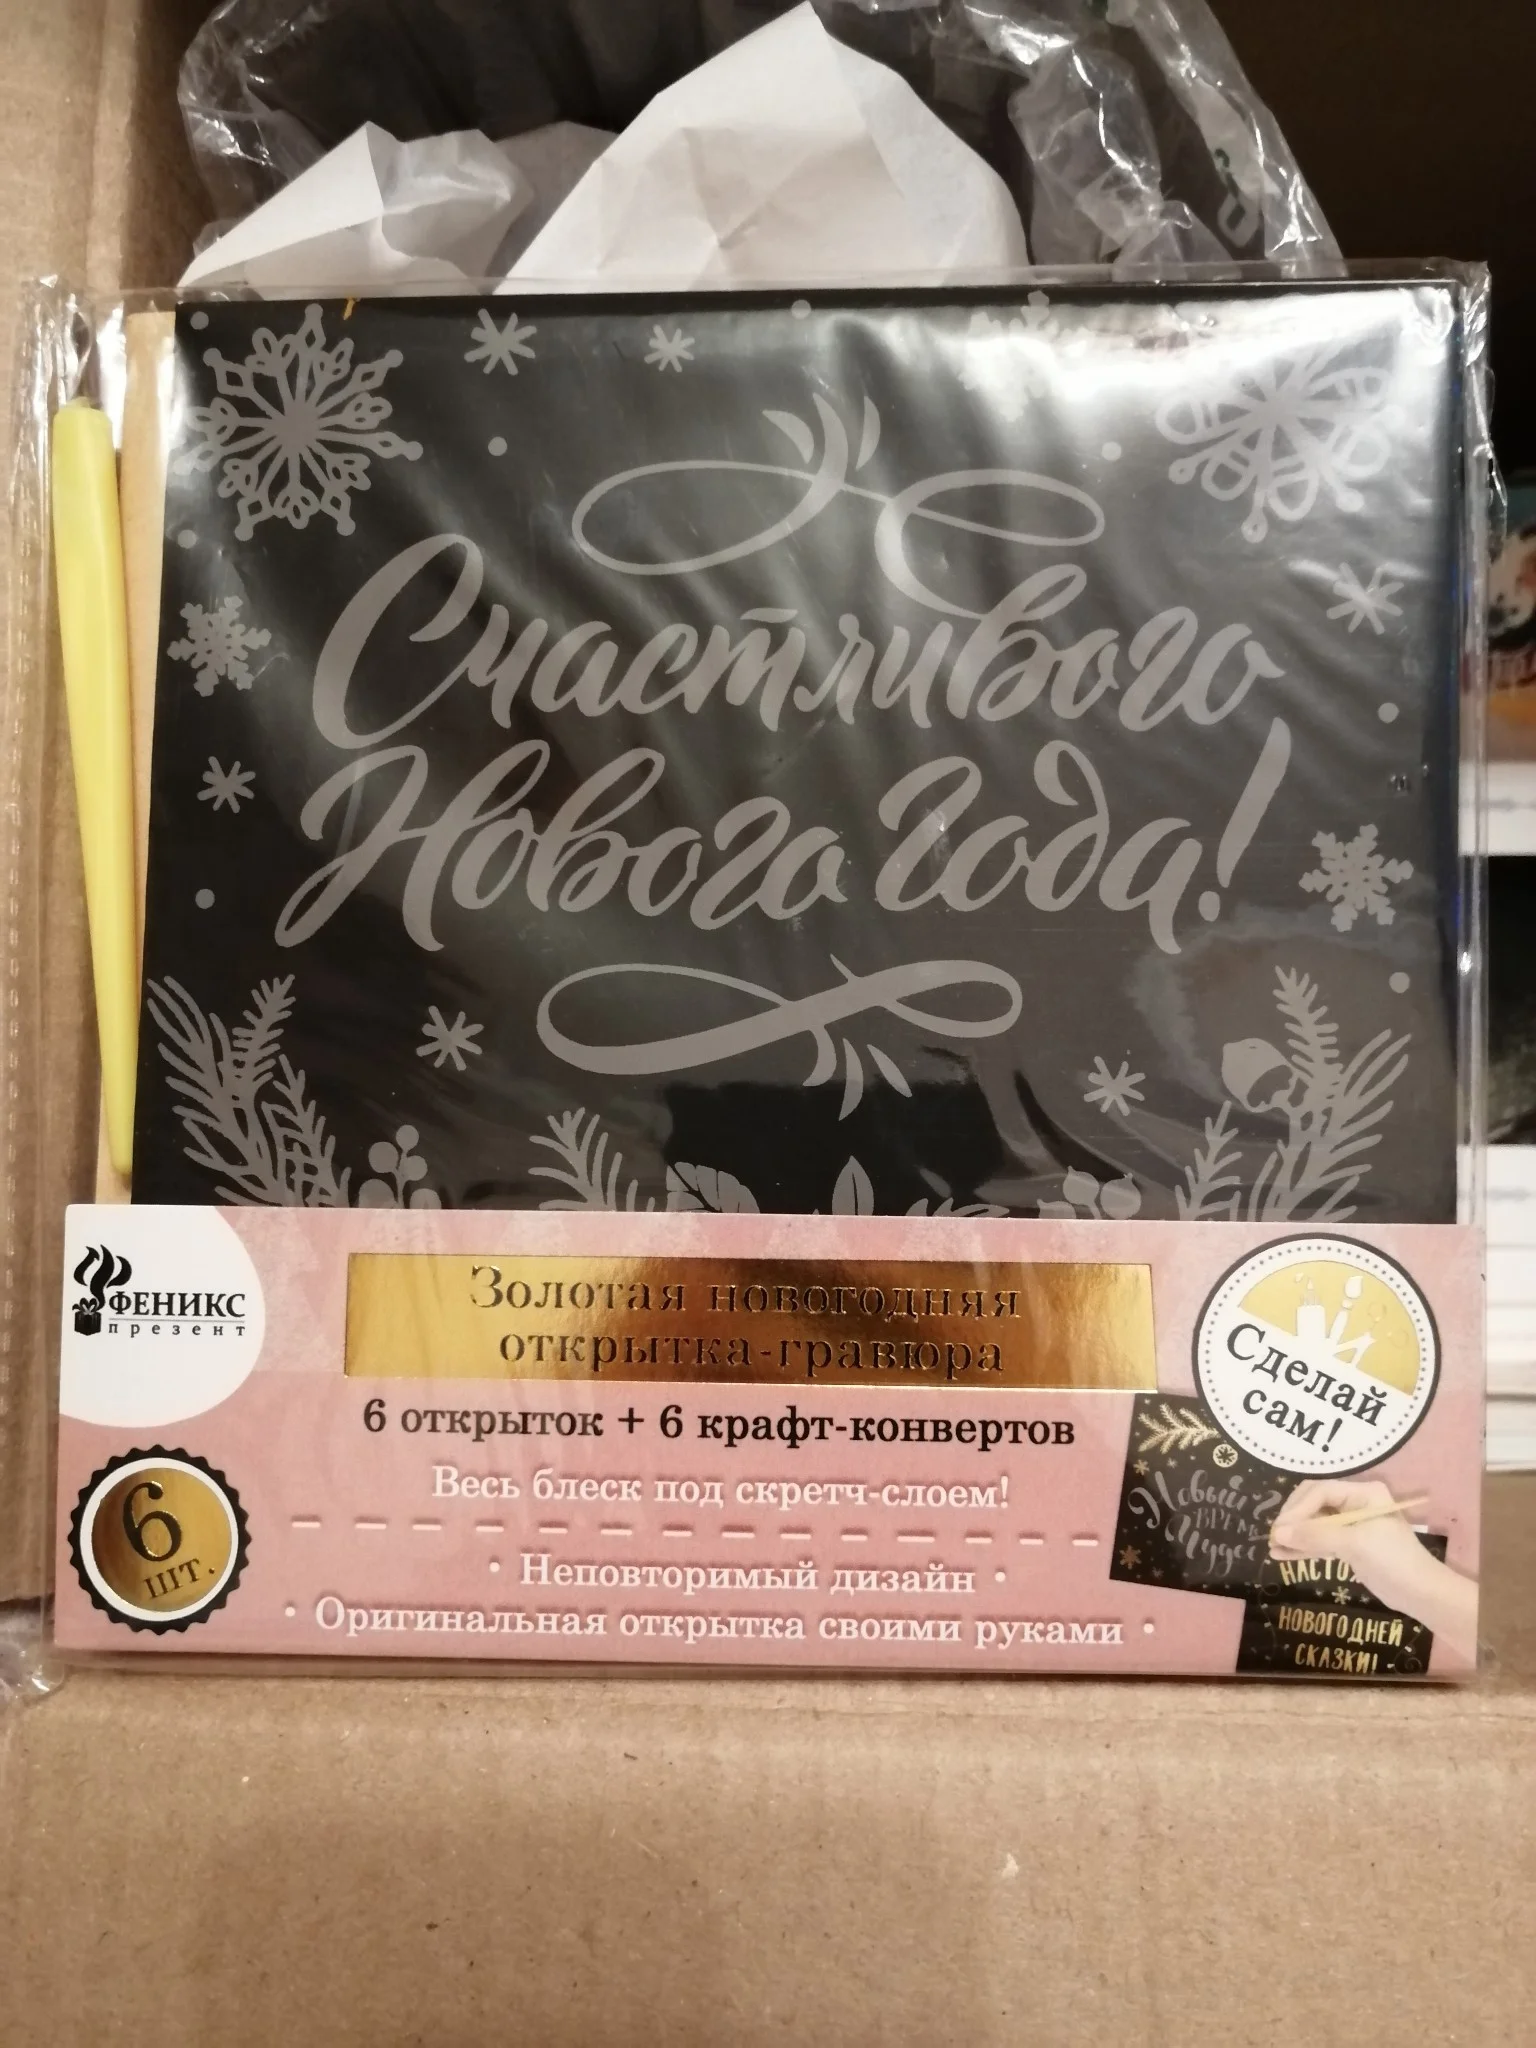 Счастливого
Нового года!
ФЕНИКС
презент
Золотая новогодняя
открытка-гравюра
6 открыток + 6 крафт-конвертов
Весь блеск под скретч-слоем!
• Неповторимый дизайн •
• Оригинальная открытка своими руками •
6
шт.
Сделай
сам!
Новый
НОВОГОДНЕЙ
СКАЗКИ!